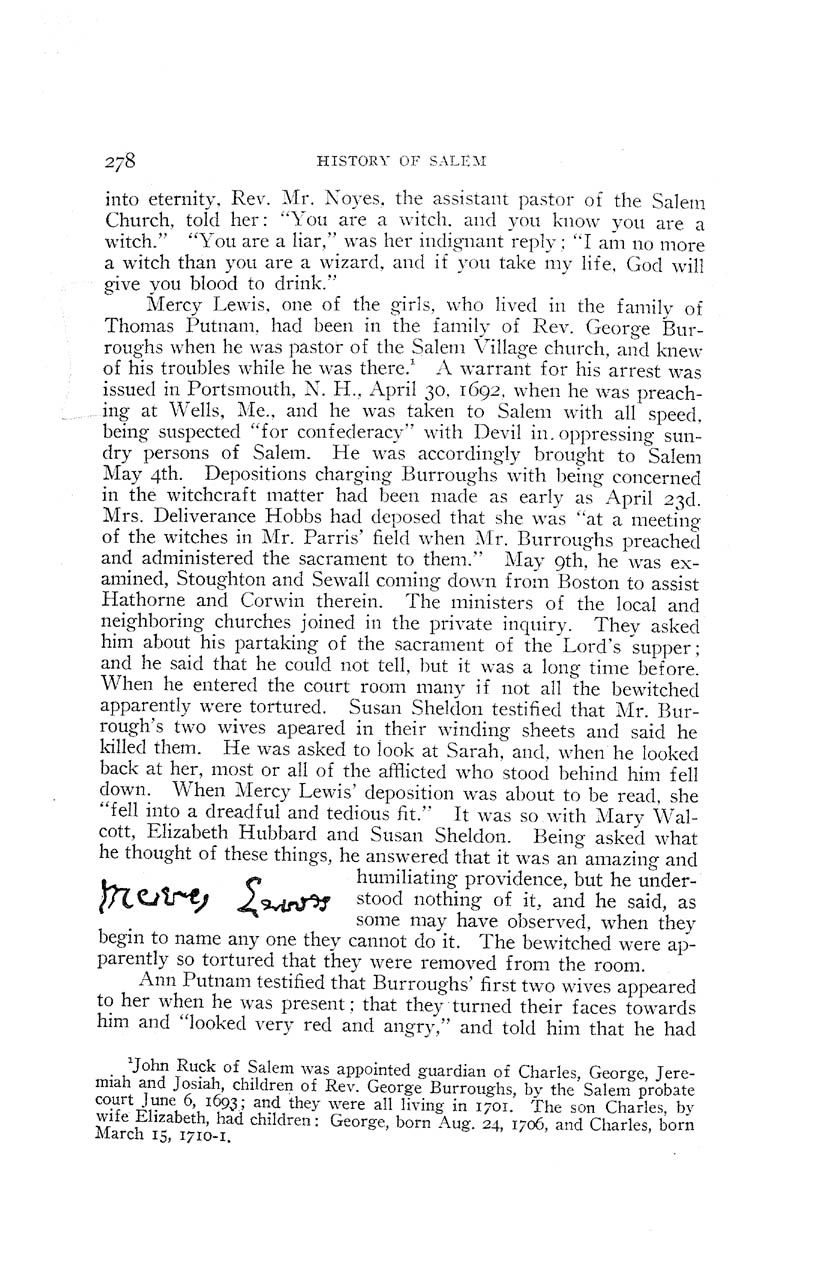 278 HISTORY OF SALEM
into eternity, Rev. Mr. Noyes, the assistant pastor of the Salem
Church, told her: “You are a witch, and you know you are a
witch.” “You are a liar,” was her indignant reply; “I am no more
a witch than you are a wizard, and if you take my life, God will
give you blood to drink.”
Mercy Lewis, one of the girls, who lived in the family of
Thomas Putnam, had been in the family of Rev. George Bur-
roughs when he was pastor of the Salem Village church, and knew
of his troubles while he was there.¹ A warrant for his arrest was
issued in Portsmouth, N. H., April 30, 1692, when he was preach-
ing at Wells, Me., and he was taken to Salem with all speed,
being suspected “for confederacy” with Devil in. oppressing sun-
dry persons of Salem. He was accordingly brought to Salem
May 4th. Depositions charging Burroughs with being concerned
in the witchcraft matter had been made as early as April 23d.
Mrs. Deliverance Hobbs had deposed that she was “at a meeting
of the witches in Mr. Parris’ field when Mr. Burroughs preached
and administered the sacrament to them.” May 9th, he was ex-
amined, Stoughton and Sewall coming down from Boston to assist
Hathorne and Corwin therein. The ministers of the local and
neighboring churches joined in the private inquiry. They asked
him about his partaking of the sacrament of the Lord’s supper;
and he said that he could not tell, but it was a long time before.
When he entered the court room many if not all the bewitched
apparently were tortured. Susan Sheldon testified that Mr. Bur-
rough’s two wives apeared in their winding sheets and said he
killed them. He was asked to look at Sarah, and, when he looked
back at her, most or all of the afflicted who stood behind him fell
down. When Mercy Lewis’ deposition was about to be read, she
“fell into a dreadful and tedious fit.” It was so with Mary Wal-
cott, Elizabeth Hubbard and Susan Sheldon. Being asked what
he thought of these things, he answered that it was an amazing and
humiliating providence, but he under-
stood nothing of it, and he said, as
some may have observed, when they
begin to name any one they cannot do it. The bewitched were ap-
parently so tortured that they were removed from the room.
Ann Putnam testified that Burroughs’ first two wives appeared
to her when he was present; that they turned their faces towards
him and “looked very red and angry,” and told him that he had
¹John Ruck of Salem was appointed guardian of Charles, George, Jere-
miah and Josiah, children of Rev. George Burroughs, by the Salem probate
court June 6, 1693; and they were all living in 1701. The son Charles, by
wife Elizabeth, had children: George, born Aug. 24, 1706, and Charles, born
March 15, 1710-1.